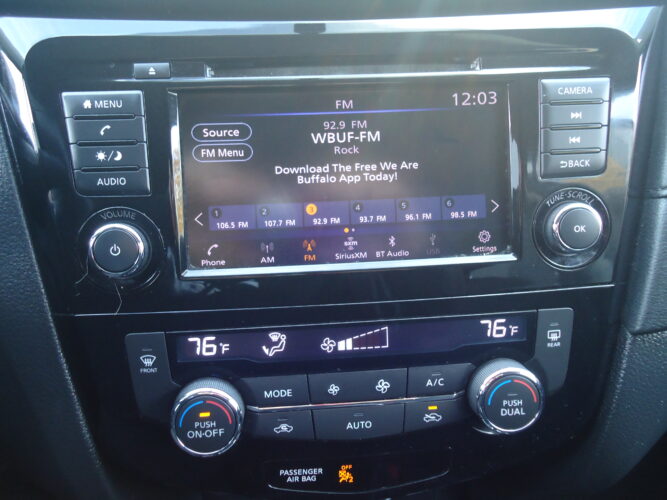 FM
12:03
MENU
CAMERA
Source
92.9 FM
WBUF-FM
Rock
FM Menu
BACK
AUDIO
Download The Free We Are
Buffalo App Today!
VOLUME
TUNE•SCROLL
OK
1 2 3 4 5 6
106.5 FM 107.7 FM 92.9 FM 93.7 FM 96.1 FM 98.5 FM
Phone AM FM sxm SiriusXM BT Audio USB Settings
76°F
76°F
FRONT
REAR
MODE
A/C
PUSH
ON-OFF
AUTO
PUSH
DUAL
PASSENGER
AIR BAG
OFF
2